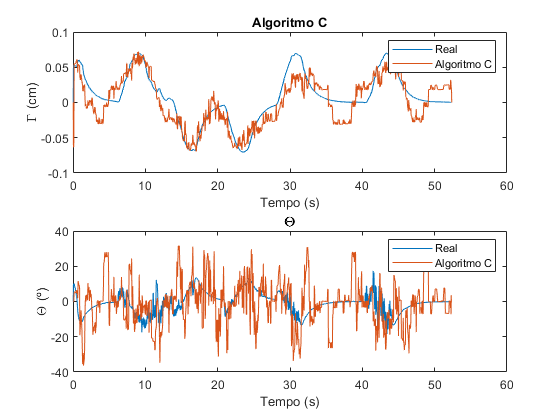 Algoritmo C
0.1
0.05
0
-0.05
-0.1
Γ (cm)
Real
Algoritmo C
0 10 20 30 40 50 60
Tempo (s)
Θ
40
20
0
-20
-40
Θ (º)
Real
Algoritmo C
0 10 20 30 40 50 60
Tempo (s)